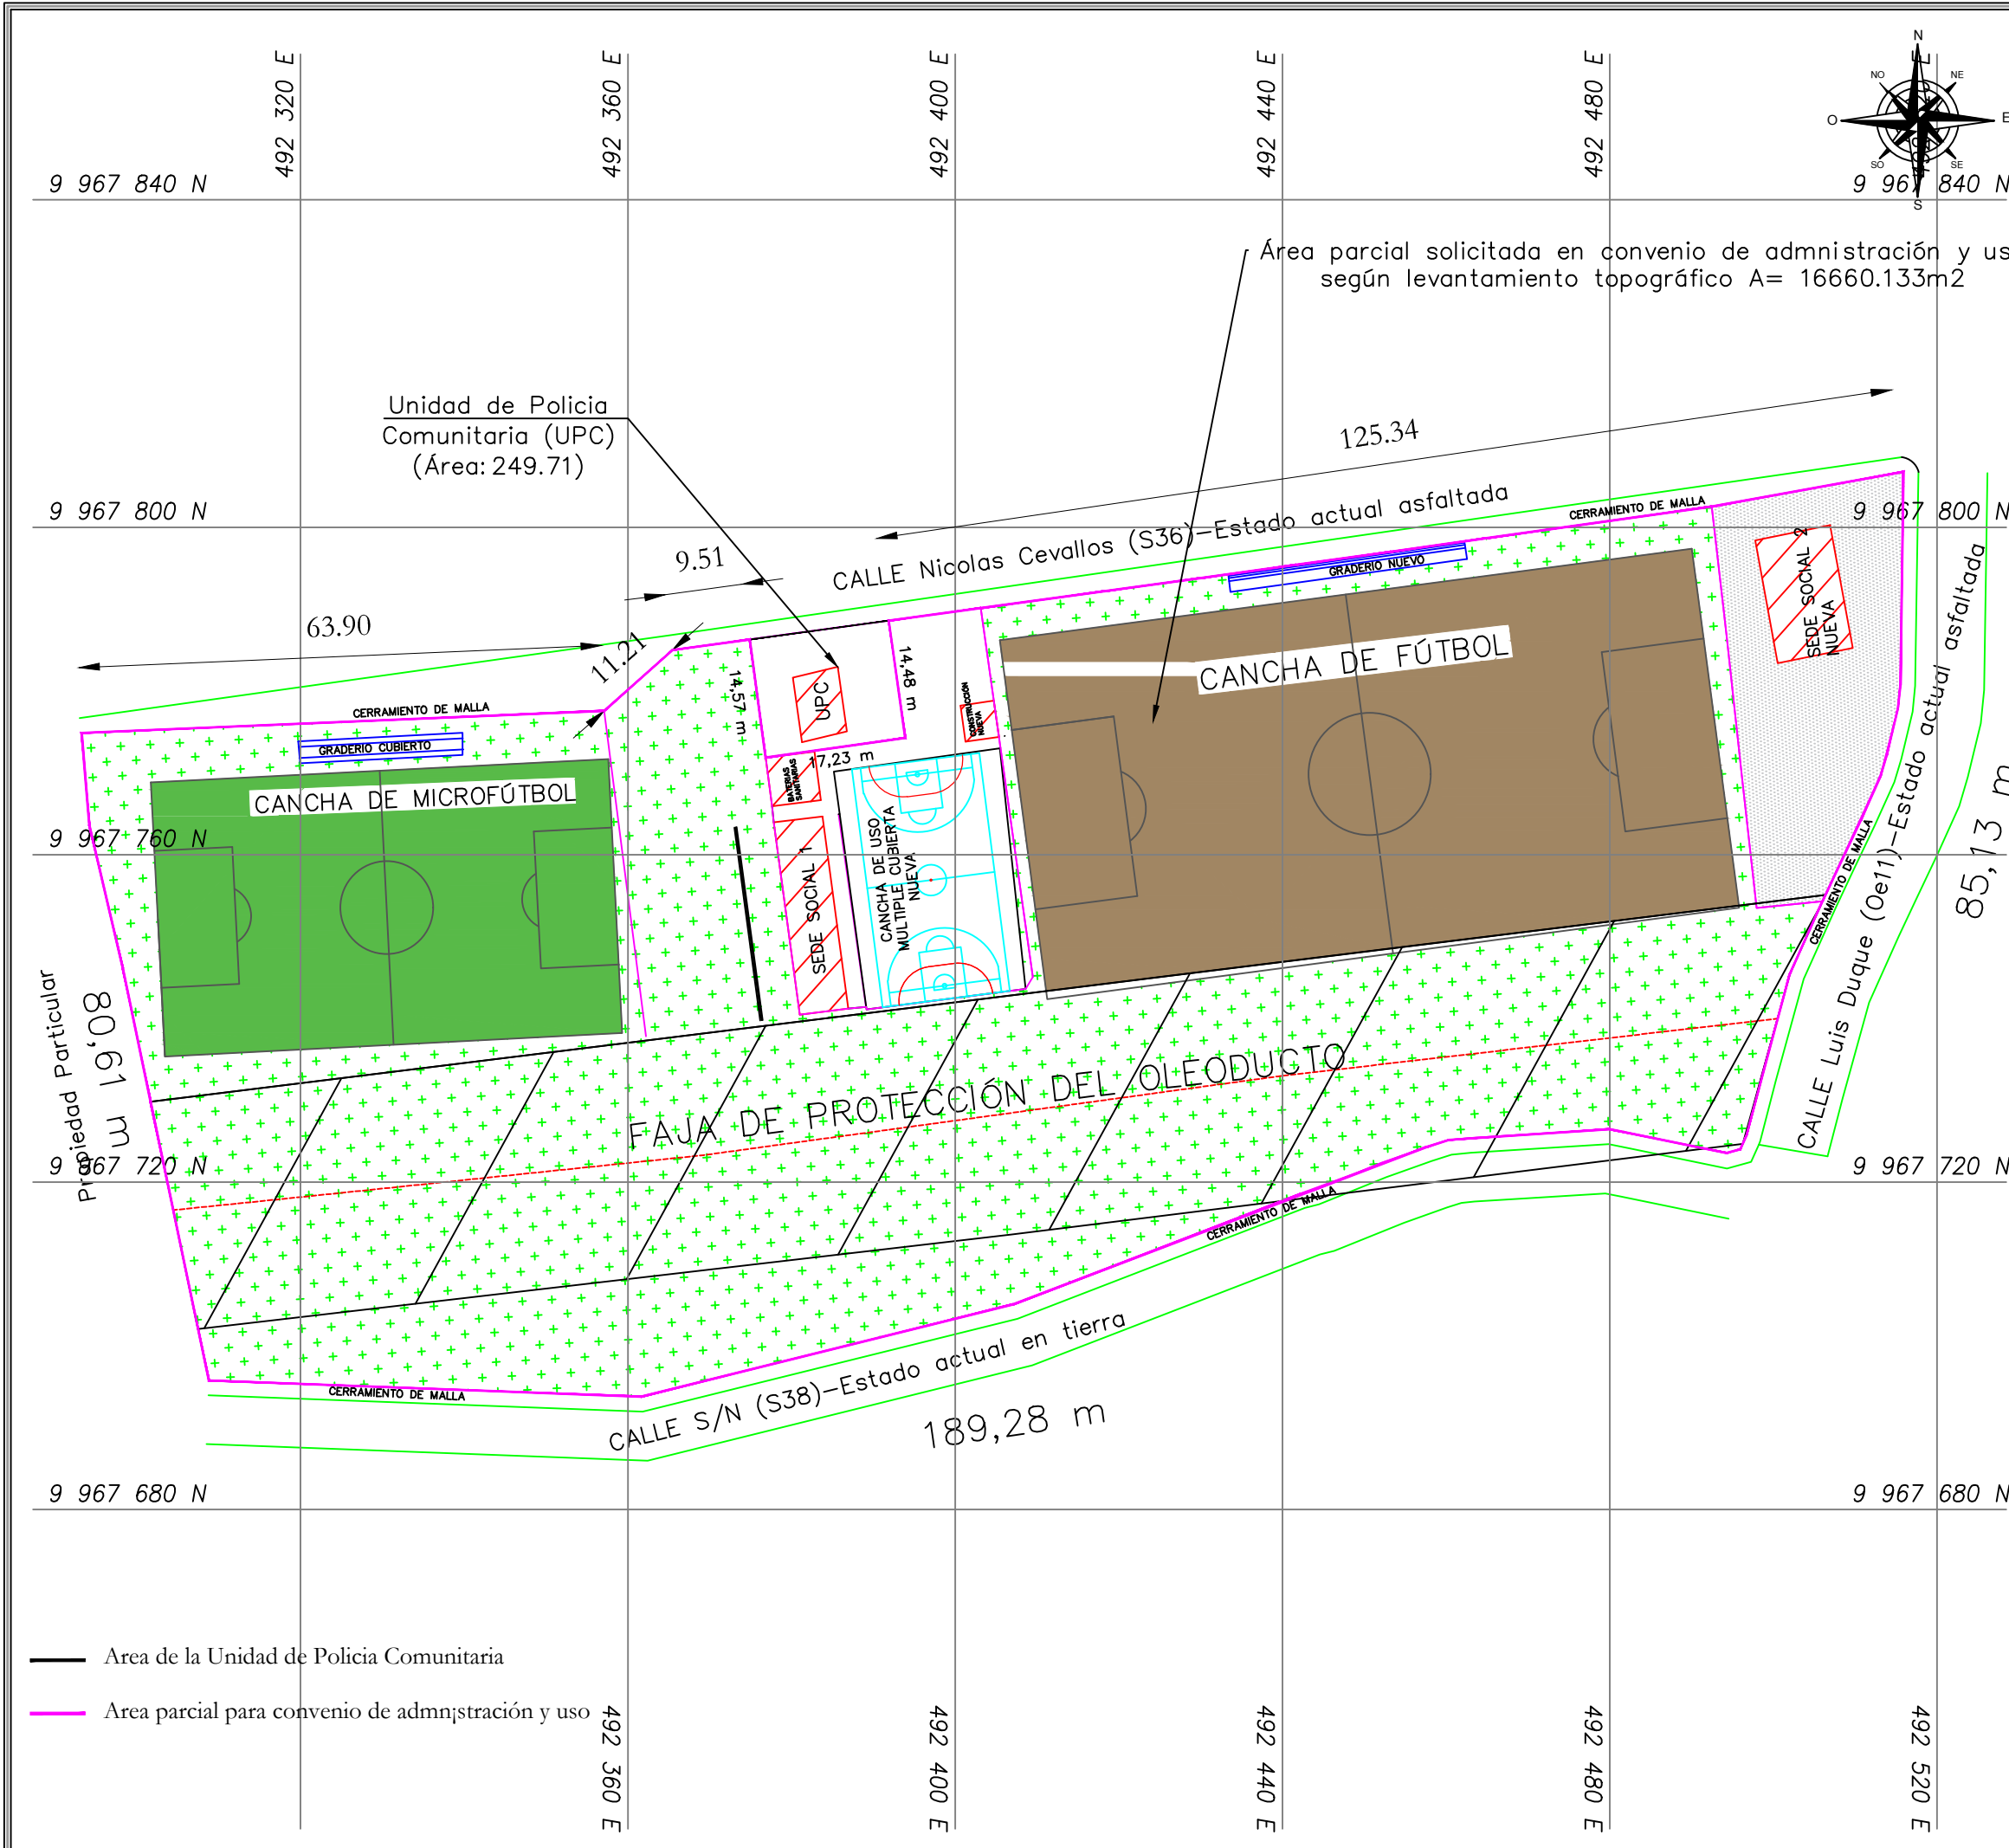 492 320 E
492 360 E
492 400 E
492 440 E
492 480 E
N
NO
NE
O
E
SO
SE
S
9 967 840 N
9 967 840 N
Área parcial solicitada en convenio de admnistración y us
según levantamiento topográfico A= 16660.133m2
Unidad de Policia
Comunitaria (UPC)
(Área: 249.71)
125.34
9 967 800 N
9 967 800 N
CERRAMIENTO DE MALLA
CALLE Nicolas Cevallos (S36)-Estado actual asfaltada
9.51
63.90
11.21
GRADERIO NUEVO
SEDE SOCIAL 2
NUEVA
CANCHA DE FÚTBOL
14,57 m
14,48 m
UPC
CONSTRUCCIÓN
NUEVA
CERRAMIENTO DE MALLA
GRADERIO CUBIERTO
17,23 m
BATERIAS
SANITARIAS
CANCHA DE MICROFÚTBOL
9 967 760 N
CANCHA DE USO
MULTIPLE CUBIERTA
NUEVA
SEDE SOCIAL 1
CERRAMIENTO DE MALLA
CALLE Luis Duque (Oe11)-Estado actual asfaltada
85,13 m
Propiedad Particular
80,61 m
FAJA DE PROTECCIÓN DEL OLEODUCTO
9 967 720 N
9 967 720 N
CERRAMIENTO DE MALLA
CERRAMIENTO DE MALLA
CALLE S/N (S38)-Estado actual en tierra
189,28 m
9 967 680 N
9 967 680 N
Area de la Unidad de Policia Comunitaria
Area parcial para convenio de admn¡stración y uso
492 360 E
492 400 E
492 440 E
492 480 E
492 520 E